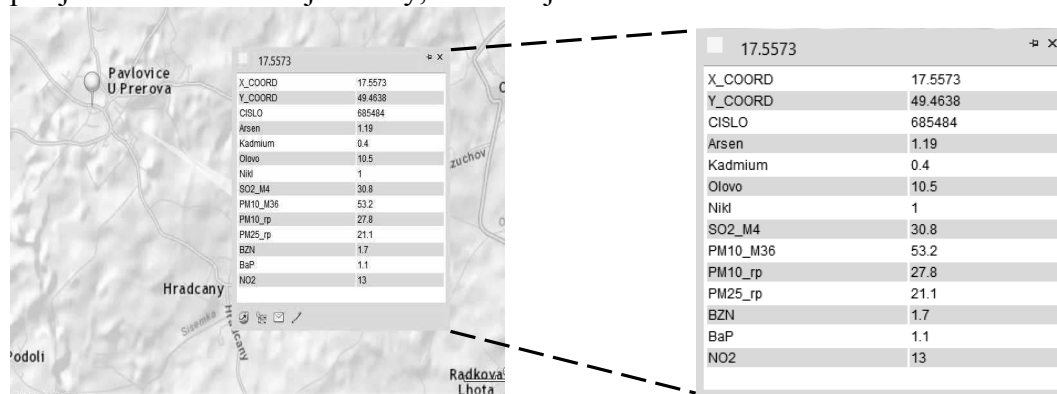 Pavlovice
U Prerova
Hradcany
Sisemka
Hradcany
Podoli
zuchov
Radkova
Lhota
17.5573
X_COORD 17.5573
Y_COORD 49.4638
CISLO 685484
Arsen 1.19
Kadmium 0.4
Olovo 10.5
Nikl 1
SO2_M4 30.8
PM10_M36 53.2
PM10_rp 27.8
PM25_rp 21.1
BZN 1.7
BaP 1.1
NO2 13
17.5573
X_COORD 17.5573
Y_COORD 49.4638
CISLO 685484
Arsen 1.19
Kadmium 0.4
Olovo 10.5
Nikl 1
SO2_M4 30.8
PM10_M36 53.2
PM10_rp 27.8
PM25_rp 21.1
BZN 1.7
BaP 1.1
NO2 13